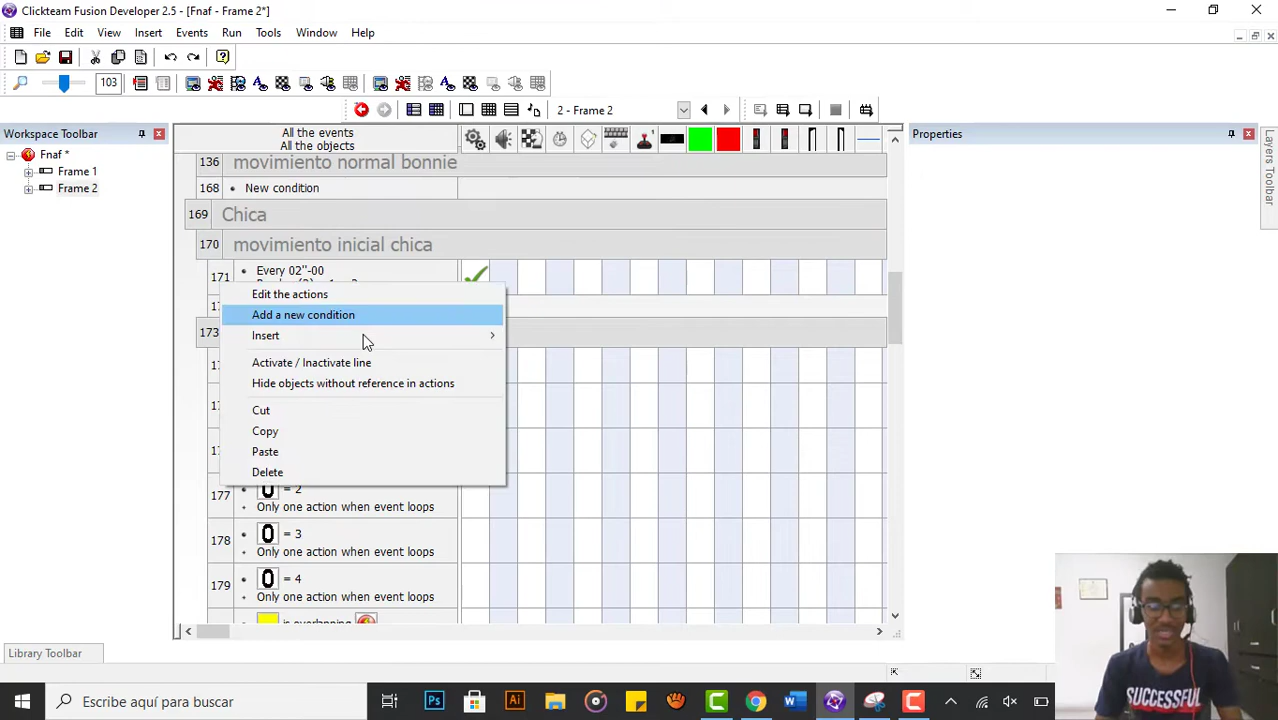 Clickteam Fusion Developer 2.5 - [Fnaf - Frame 2*]
File Edit View Insert Events Run Tools Window Help
103
2 - Frame 2
Workspace Toolbar
Fnaf *
Frame 1
Frame 2
All the events
All the objects
136 movimiento normal bonnie
168 New condition
169 Chica
170 movimiento inicial chica
171 Every 02"-00
173
Edit the actions
Add a new condition
Insert
Activate / Inactivate line
Hide objects without reference in actions
Cut
Copy
Paste
Delete
177 0 = 2
Only one action when event loops
178 0 = 3
Only one action when event loops
179 0 = 4
Only one action when event loops
Properties
Layers Toolbar
Library Toolbar
Escribe aquí para buscar
SUCCESSFUL